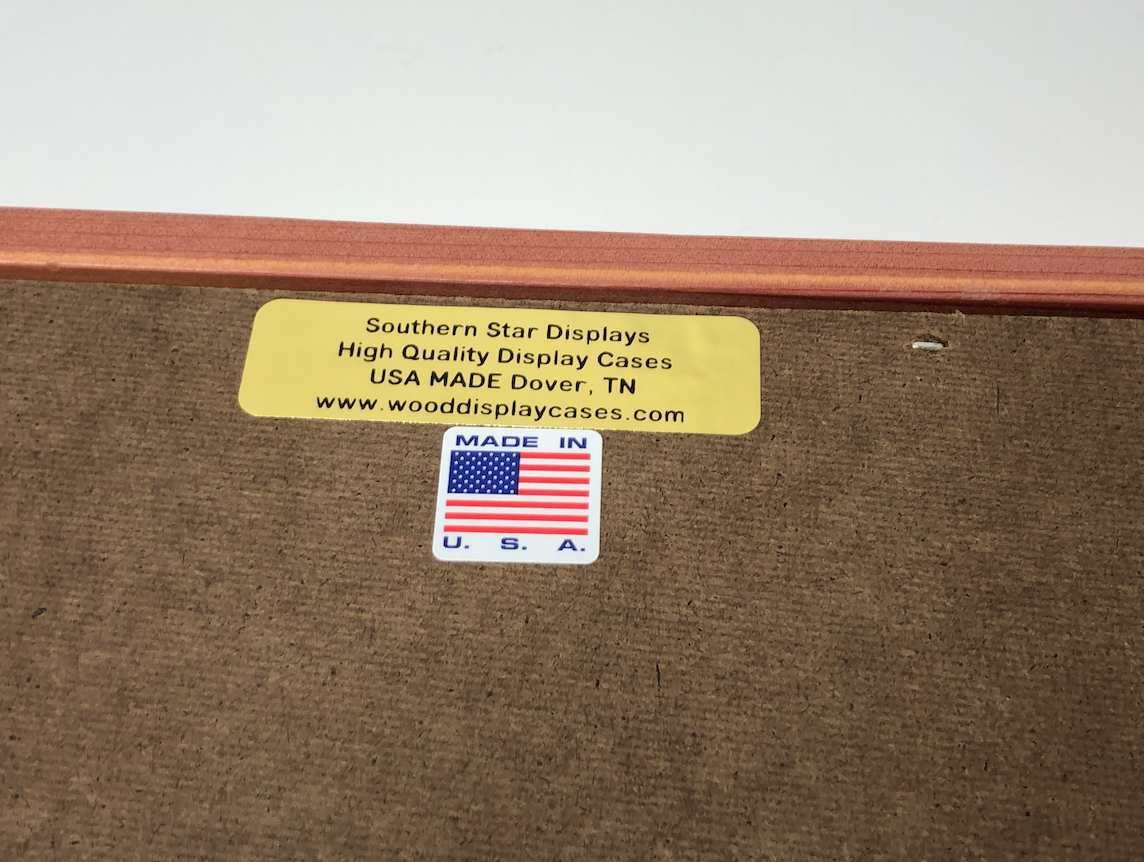 Southern Star Displays
High Quality Display Cases
USA MADE Dover, TN
www.wooddisplaycases.com
MADE IN
U. S. A.